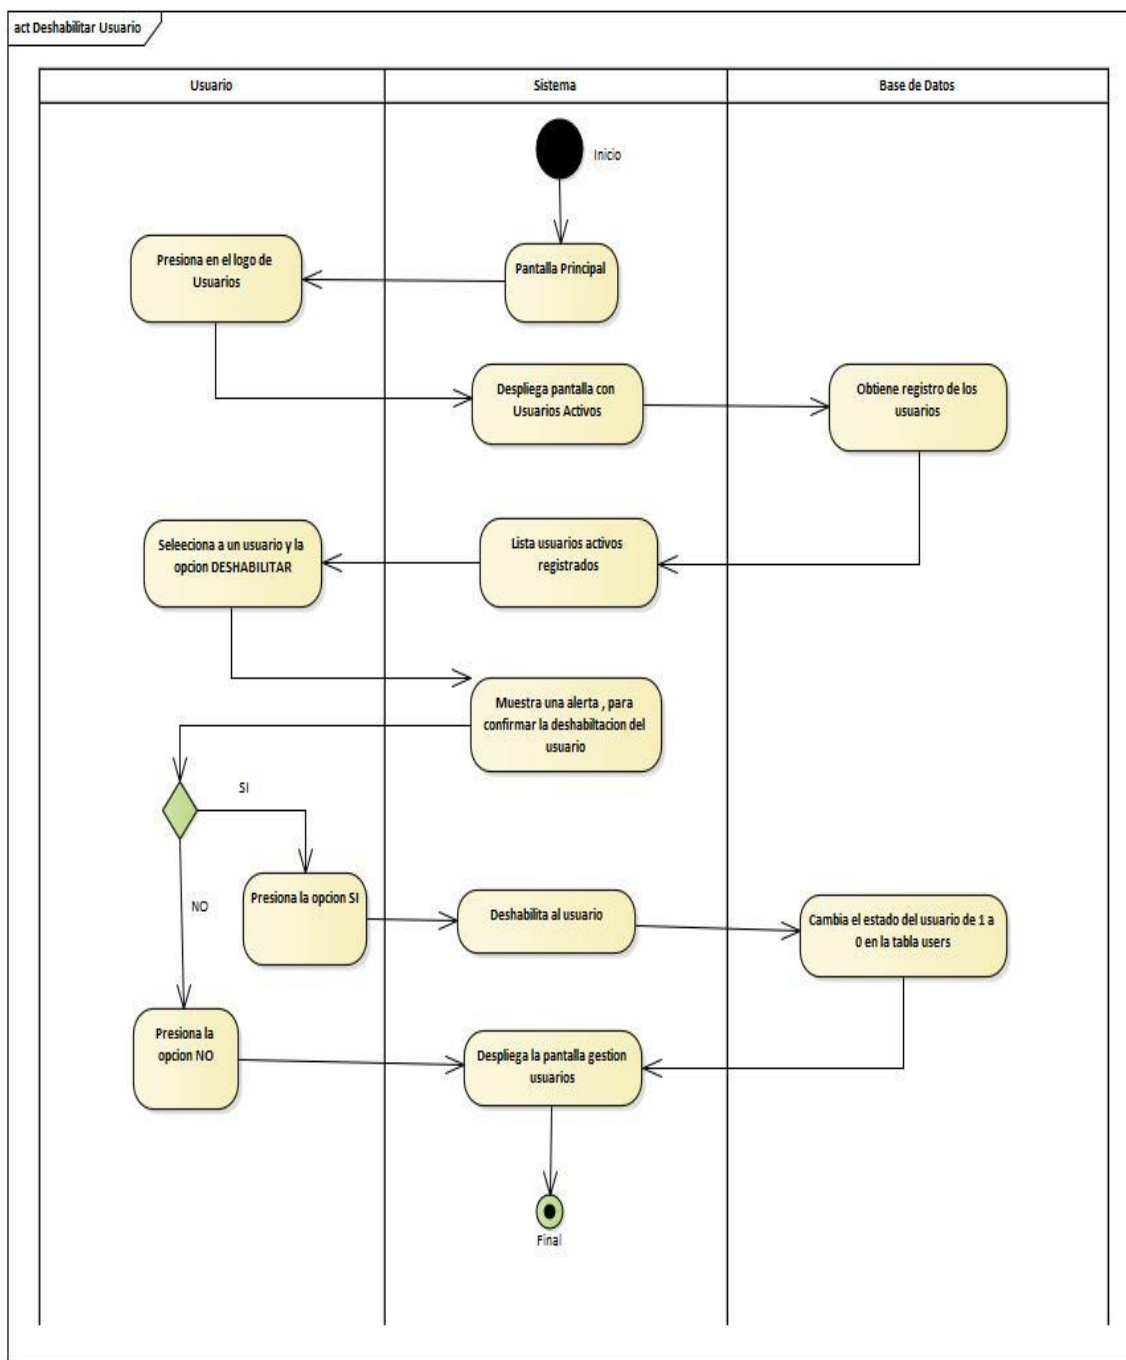 act Deshabilitar Usuario
Usuario
Sistema
Base de Datos
Inicio
Presiona en el logo de
Usuarios
Pantalla Principal
Despliega pantalla con
Usuarios Activos
Obtiene registro de los
usuarios
Seleeciona a un usuario y la
opcion DESHABILITAR
Lista usuarios activos
registrados
Muestra una alerta , para
confirmar la deshabiltacion del
usuario
SI
NO
Presiona la opcion SI
Deshabilita al usuario
Cambia el estado del usuario de 1 a
0 en la tabla users
Presiona la
opcion NO
Despliega la pantalla gestion
usuarios
Final